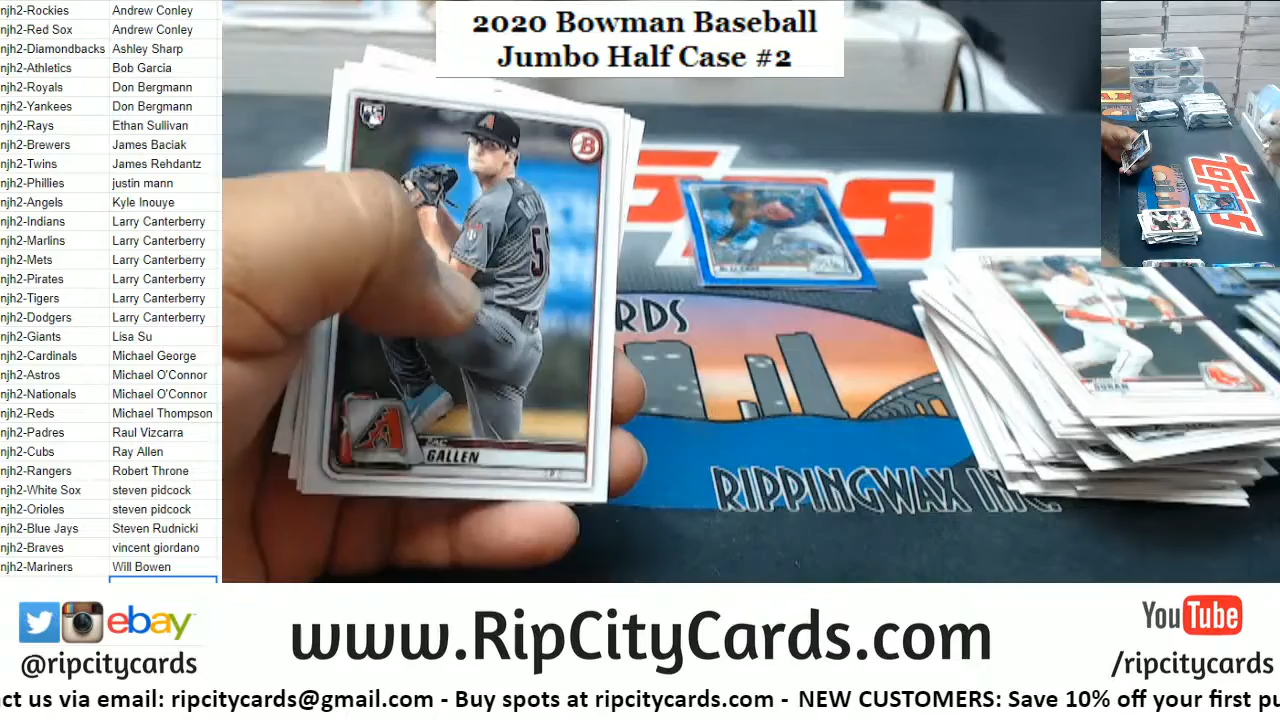 njh2-Rockies Andrew Conley
njh2-Red Sox Andrew Conley
njh2-Diamondbacks Ashley Sharp
njh2-Athletics Bob Garcia
njh2-Royals Don Bergmann
njh2-Yankees Don Bergmann
njh2-Rays Ethan Sullivan
njh2-Brewers James Baciak
njh2-Twins James Rehdantz
njh2-Phillies justin mann
njh2-Angels Kyle Inouye
njh2-Indians Larry Canterberry
njh2-Marlins Larry Canterberry
njh2-Mets Larry Canterberry
njh2-Pirates Larry Canterberry
njh2-Tigers Larry Canterberry
njh2-Dodgers Larry Canterberry
njh2-Giants Lisa Su
njh2-Cardinals Michael George
njh2-Astros Michael O'Connor
njh2-Nationals Michael O'Connor
njh2-Reds Michael Thompson
njh2-Padres Raul Vizcarra
njh2-Cubs Ray Allen
njh2-Rangers Robert Throne
njh2-White Sox steven pidcock
njh2-Orioles steven pidcock
njh2-Blue Jays Steven Rudnicki
njh2-Braves vincent giordano
njh2-Mariners Will Bowen
2020 Bowman Baseball
Jumbo Half Case #2
RC
B
A
5
ZAC
GALLEN
P
DURAN
RDS
RIPPINGWAX INC.
topps
ebay
@ripcitycards
www.RipCityCards.com
YouTube
/ripcitycards
ct us via email: ripcitycards@gmail.com - Buy spots at ripcitycards.com - NEW CUSTOMERS: Save 10% off your first pu